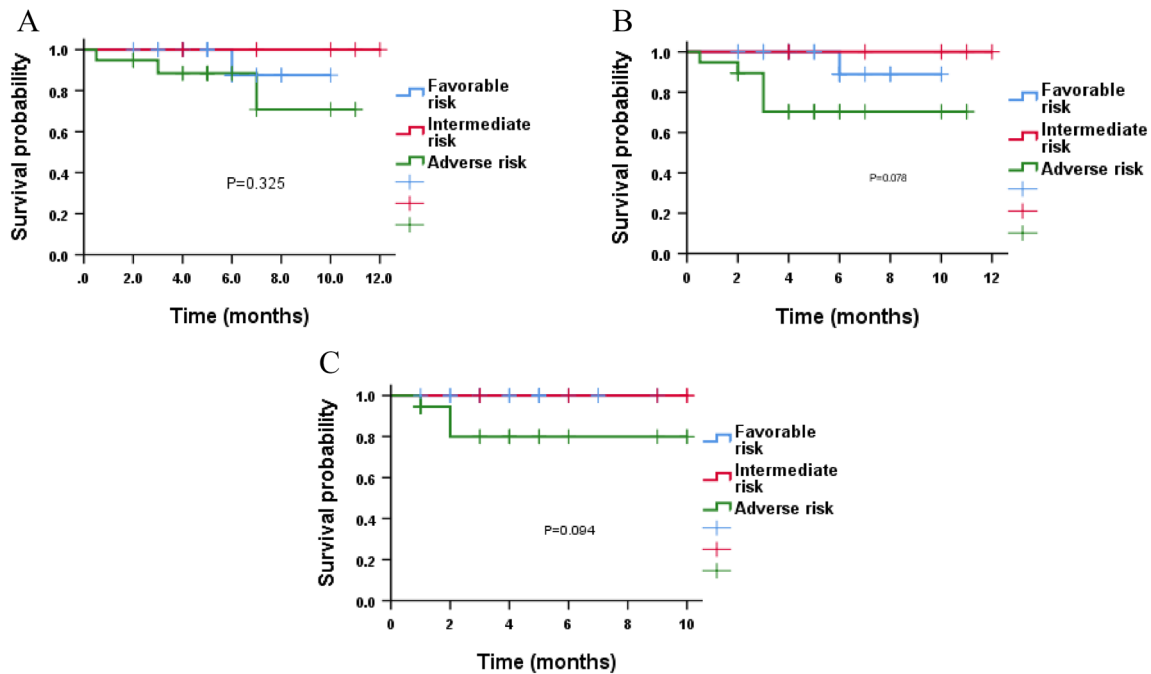 A
Survival probability
1.0
0.8
0.6
0.4
0.2
0.0
.0 2.0 4.0 6.0 8.0 10.0 12.0
Time (months)
P=0.325
Favorable
risk
Intermediate
risk
Adverse risk
B
Survival probability
1.0
0.8
0.6
0.4
0.2
0.0
0 2 4 6 8 10 12
Time (months)
P=0.078
Favorable
risk
Intermediate
risk
Adverse risk
C
Survival probability
1.0
0.8
0.6
0.4
0.2
0.0
0 2 4 6 8 10
Time (months)
P=0.094
Favorable
risk
Intermediate
risk
Adverse risk